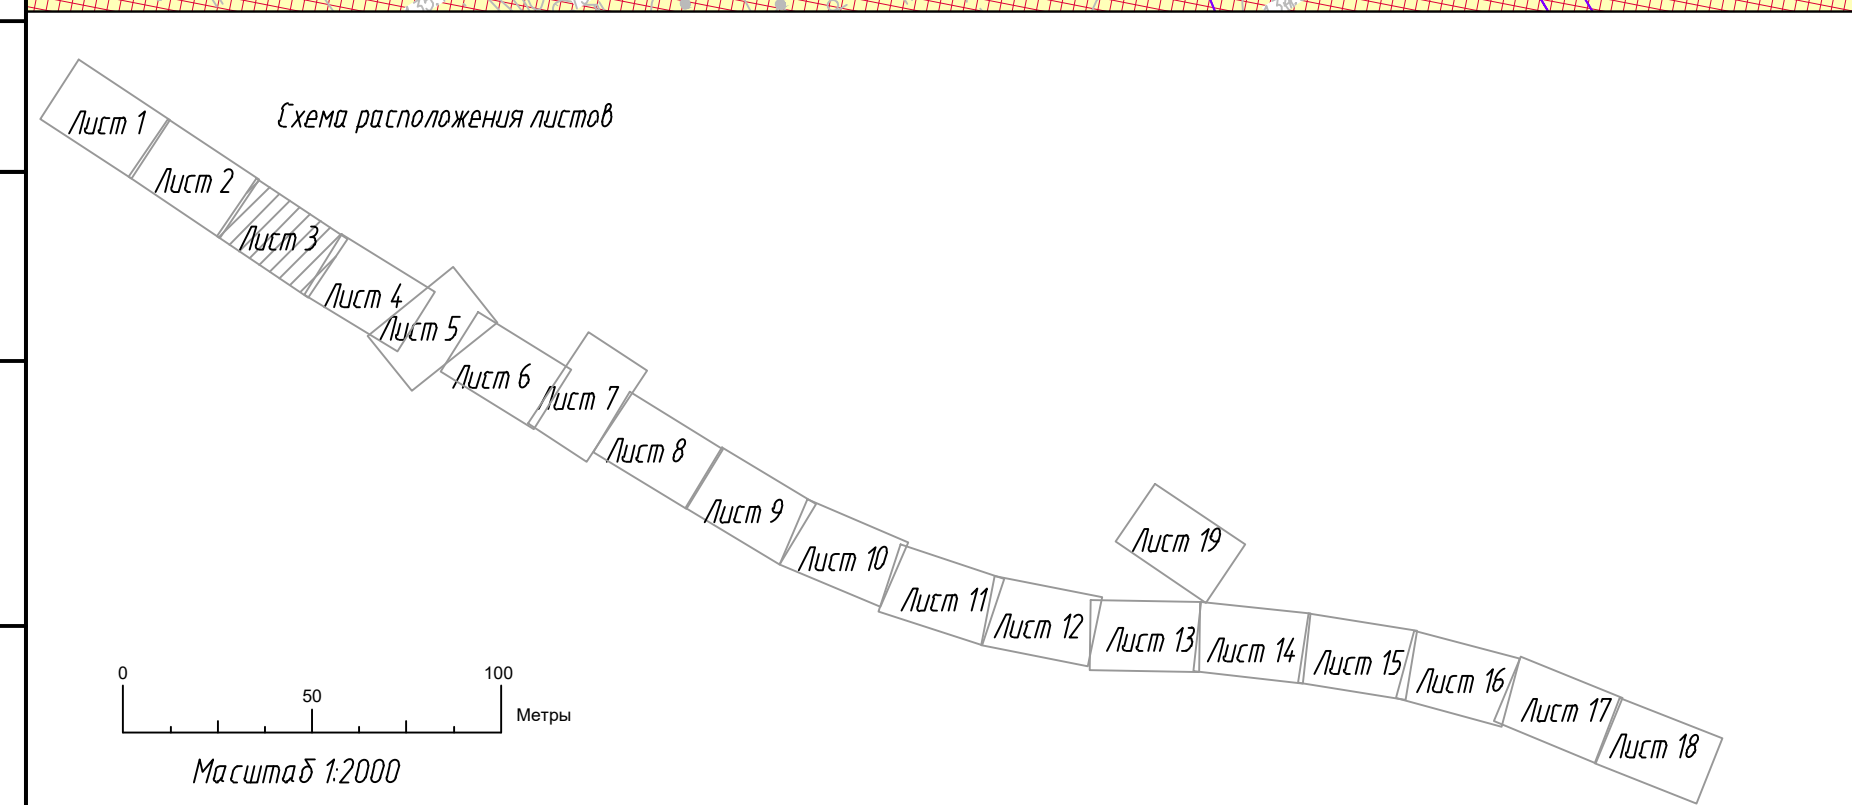 Схема расположения листов
Лист 1
Лист 2
Лист 3
Лист 4
Лист 5
Лист 6
Лист 7
Лист 8
Лист 9
Лист 10
Лист 11
Лист 12
Лист 13
Лист 14
Лист 15
Лист 16
Лист 17
Лист 18
Лист 19
0
50
100
Метры
Масштаб 1:2000